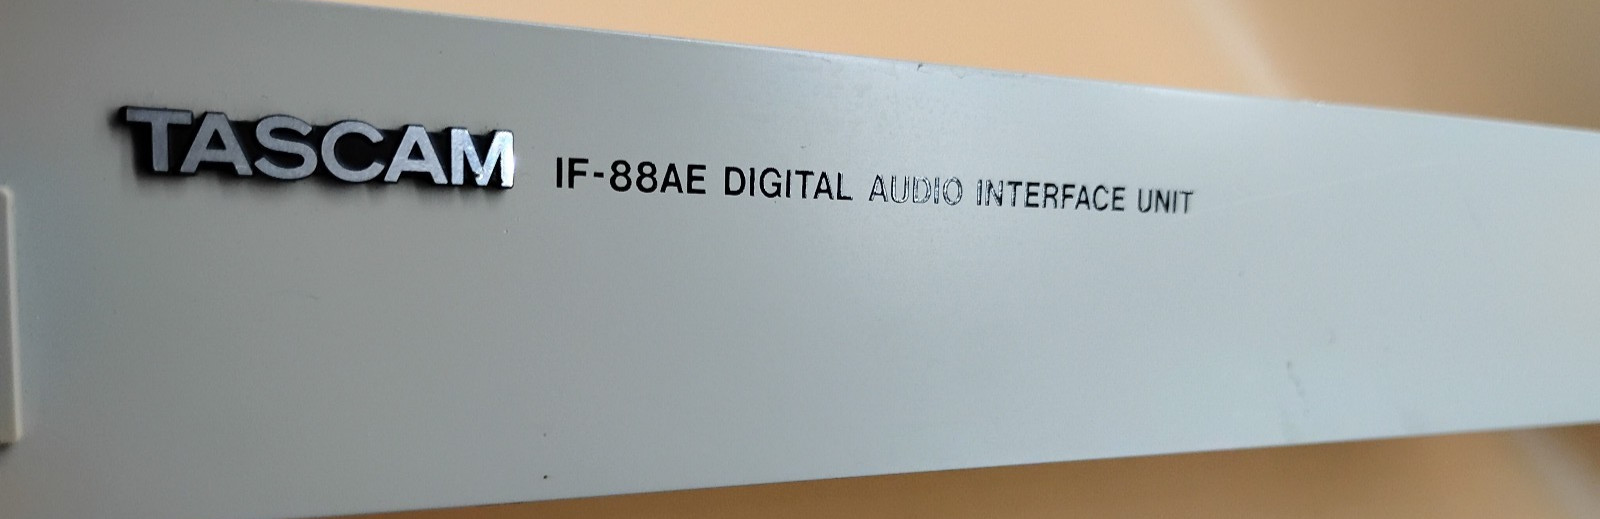 TASCAM IF-88AE DIGITAL AUDIO INTERFACE UNIT